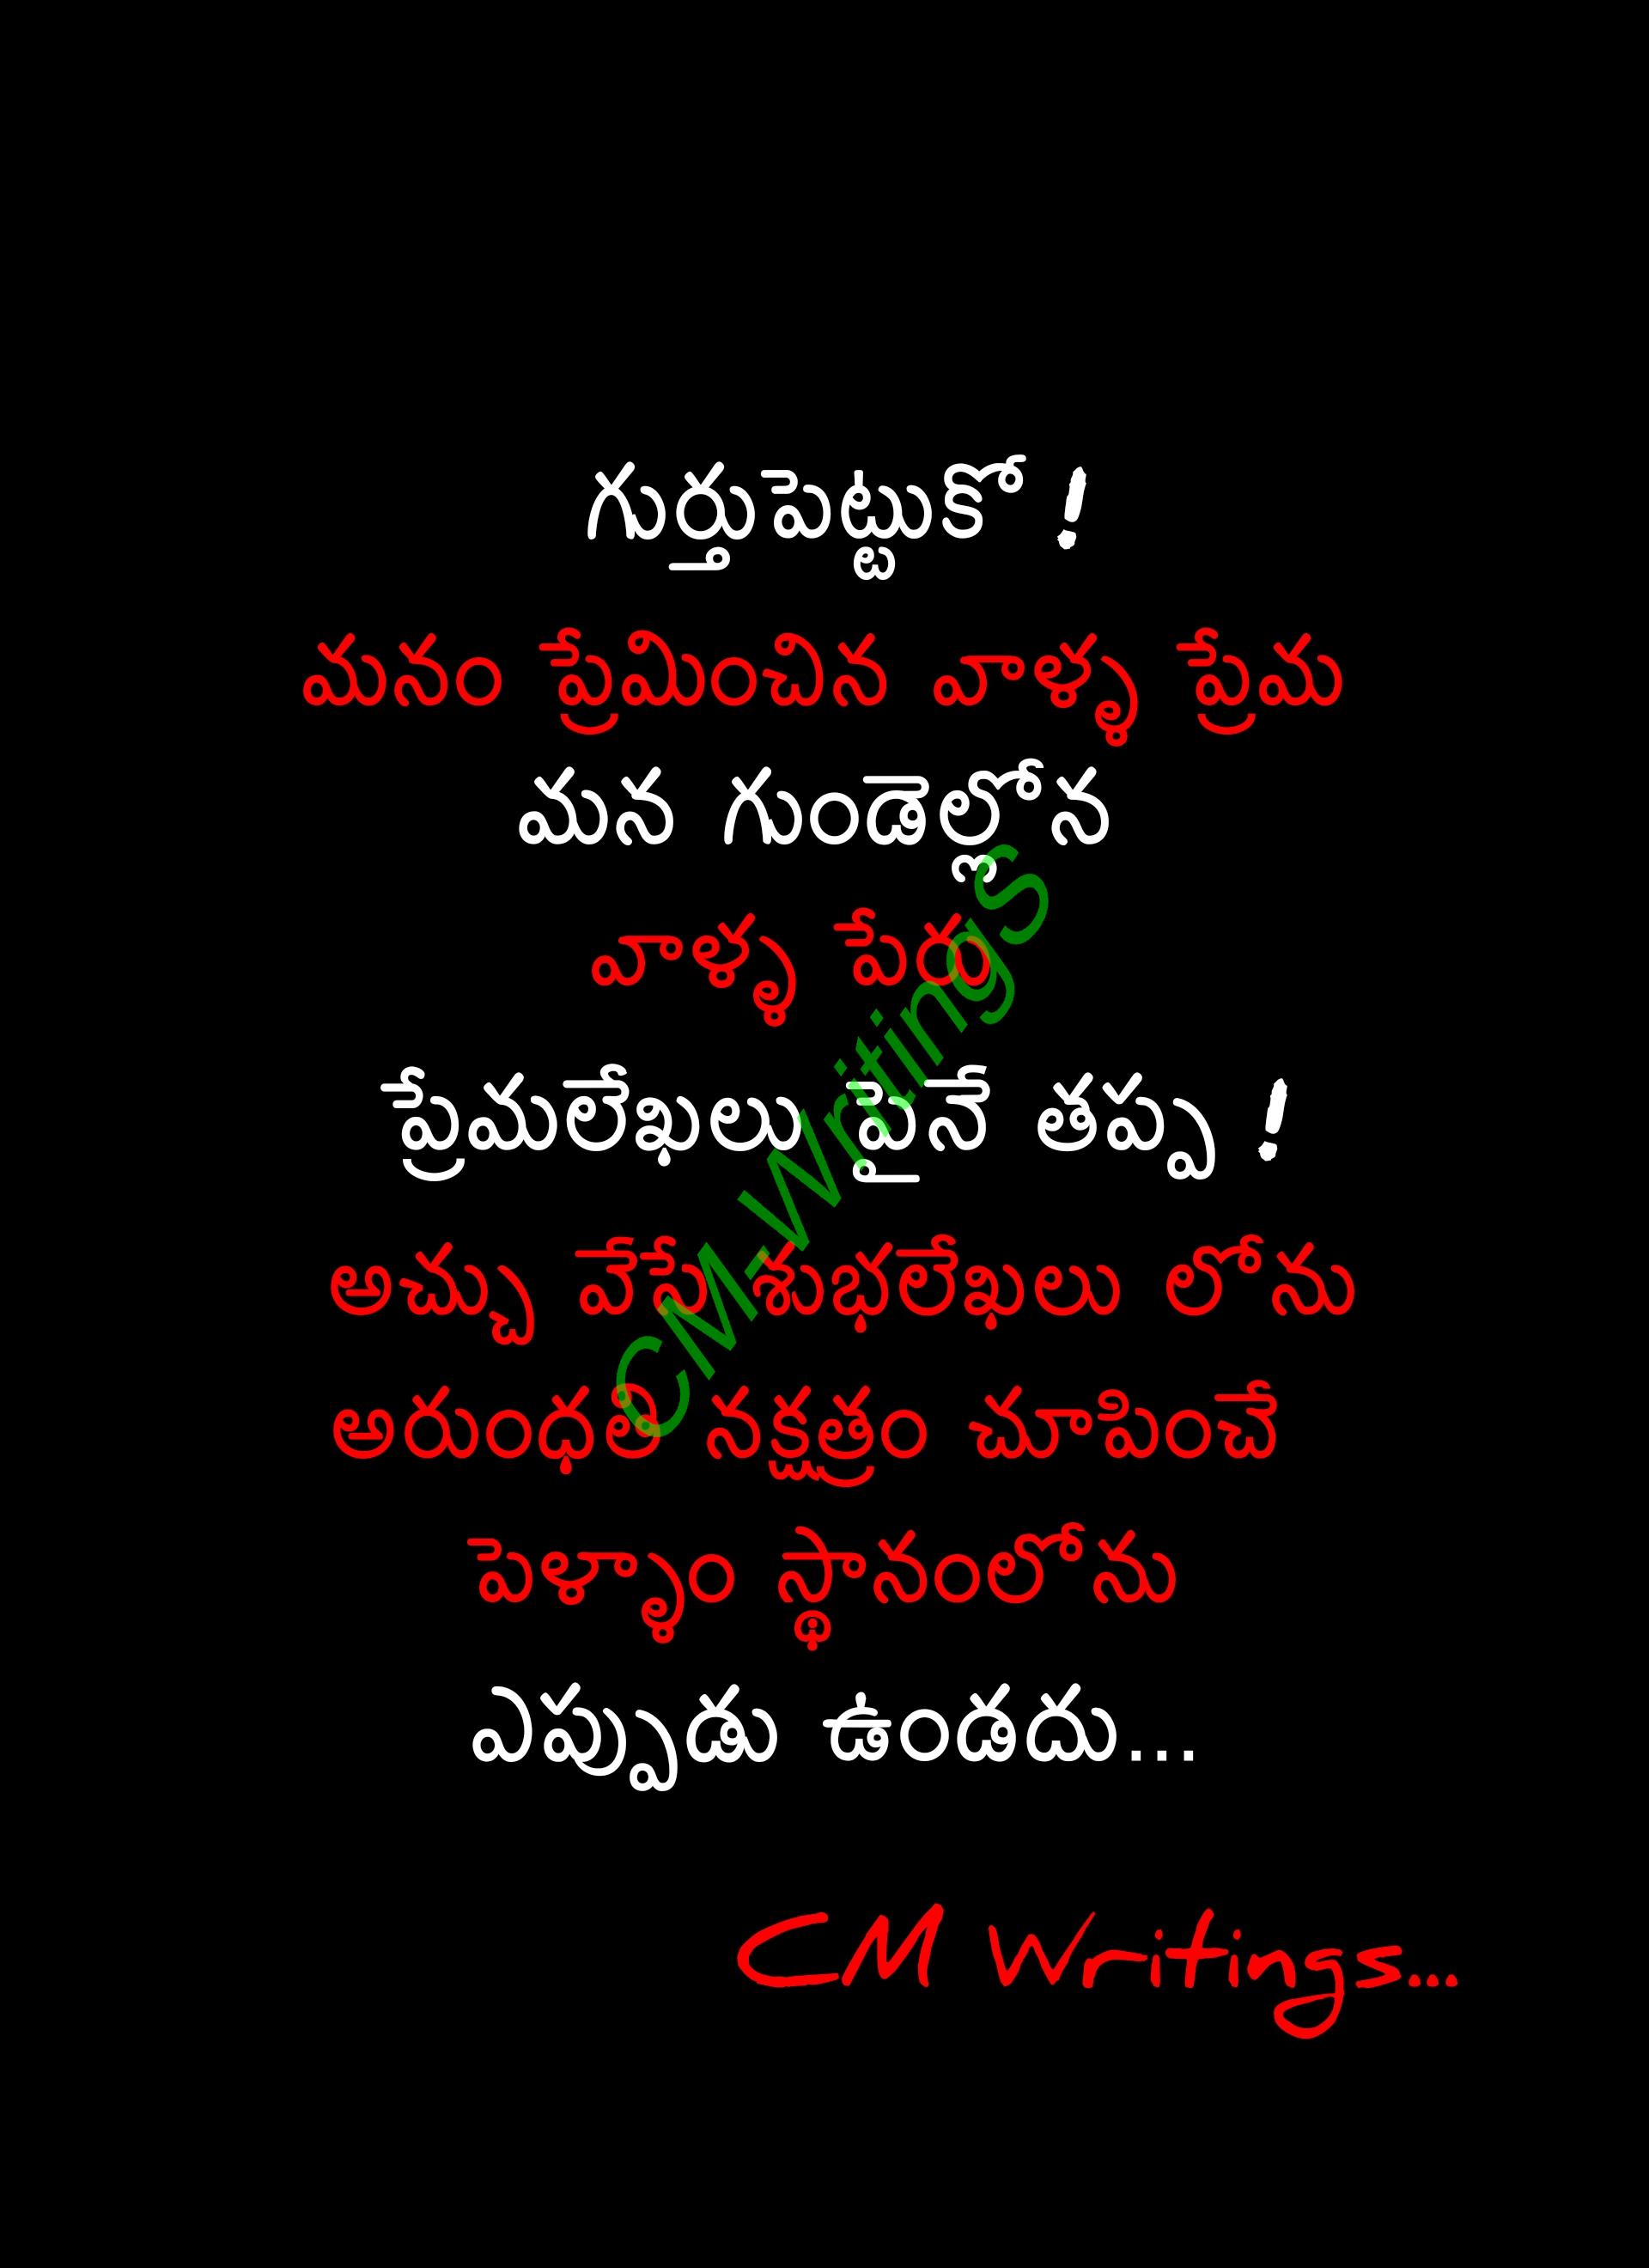 గుర్తుపెట్టుకో !
మనం ప్రేమించిన వాళ్ళ ప్రేమ
మన గుండెల్లోన
వాళ్ళ పేరు
ప్రేమలేఖలు పైనే తప్ప !
అచ్చు వేసే శుభలేఖలు లోను
అరుంధతి నక్షత్రం చూపించే
పెళ్ళాం స్థానంలోను
ఎప్పుడు ఉండదు...
CM Writings...
CM-Writings